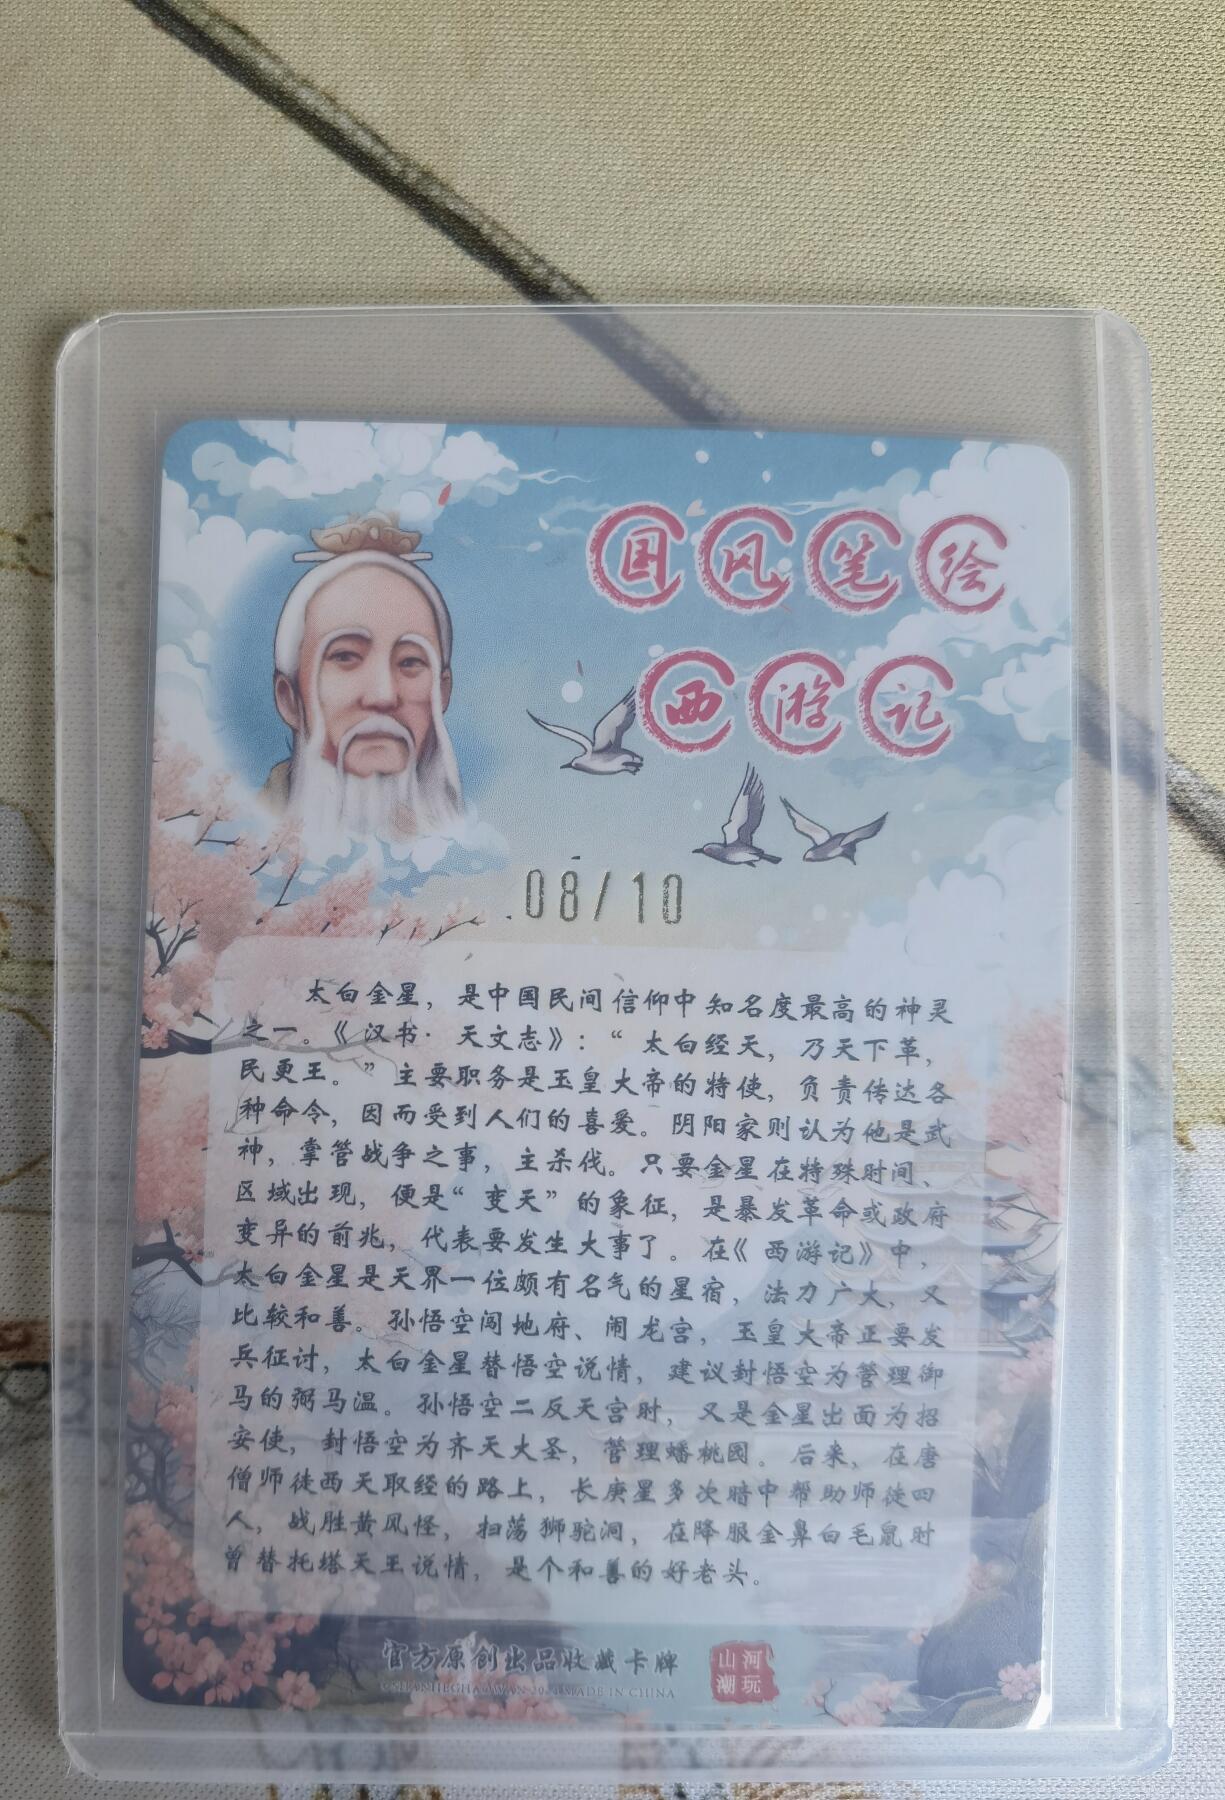 国风笔绘
西游记
08/10
太白金星，是中国民间信仰中知名度最高的神灵
之一。《汉书·天文志》：“太白经天，乃天下革，
民更王。”主要职务是玉皇大帝的特使，负责传达各
种命令，因而受到人们的喜爱。阴阳家则认为他是武
神，掌管战争之事，主杀伐。只要金星在特殊时间、
区域出现，便是“变天”的象征，是暴发革命或政府
变异的前兆，代表要发生大事了。在《西游记》中，
太白金星是天界一位颇有名气的星宿，法力广大，又
比较和善。孙悟空闯地府、闹龙宫，玉皇大帝正要发
兵征讨，太白金星替悟空说情，建议封悟空为管理御
马的弼马温。孙悟空二反天宫时，又是金星出面为招
安使，封悟空为齐天大圣，管理蟠桃园。后来，在唐
僧师徒西天取经的路上，长庚星多次暗中帮助师徒四
人，战胜黄风怪，扫荡狮驼洞，在降服金鼻白毛鼠时
曾替托塔天王说情，是个和善的好老头。
官方原创出品收藏卡牌
MADE IN CHINA
山河
潮玩